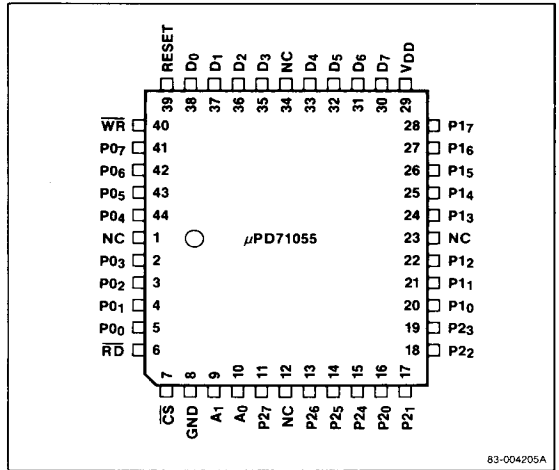 RESET D0 D1 D2 D3 NC D4 D5 D6 D7 VDD
39 38 37 36 35 34 33 32 31 30 29
WR 40 28 P17
P07 41 27 P16
P06 42 26 P15
P05 43 25 P14
P04 44 24 P13
NC 1 µPD71055 23 NC
P03 2 22 P12
P02 3 21 P11
P01 4 20 P10
P00 5 19 P23
RD 6 18 P22
7 8 9 10 11 12 13 14 15 16 17
CS GND A1 A0 P27 NC P26 P25 P24 P20 P21
83-004205A